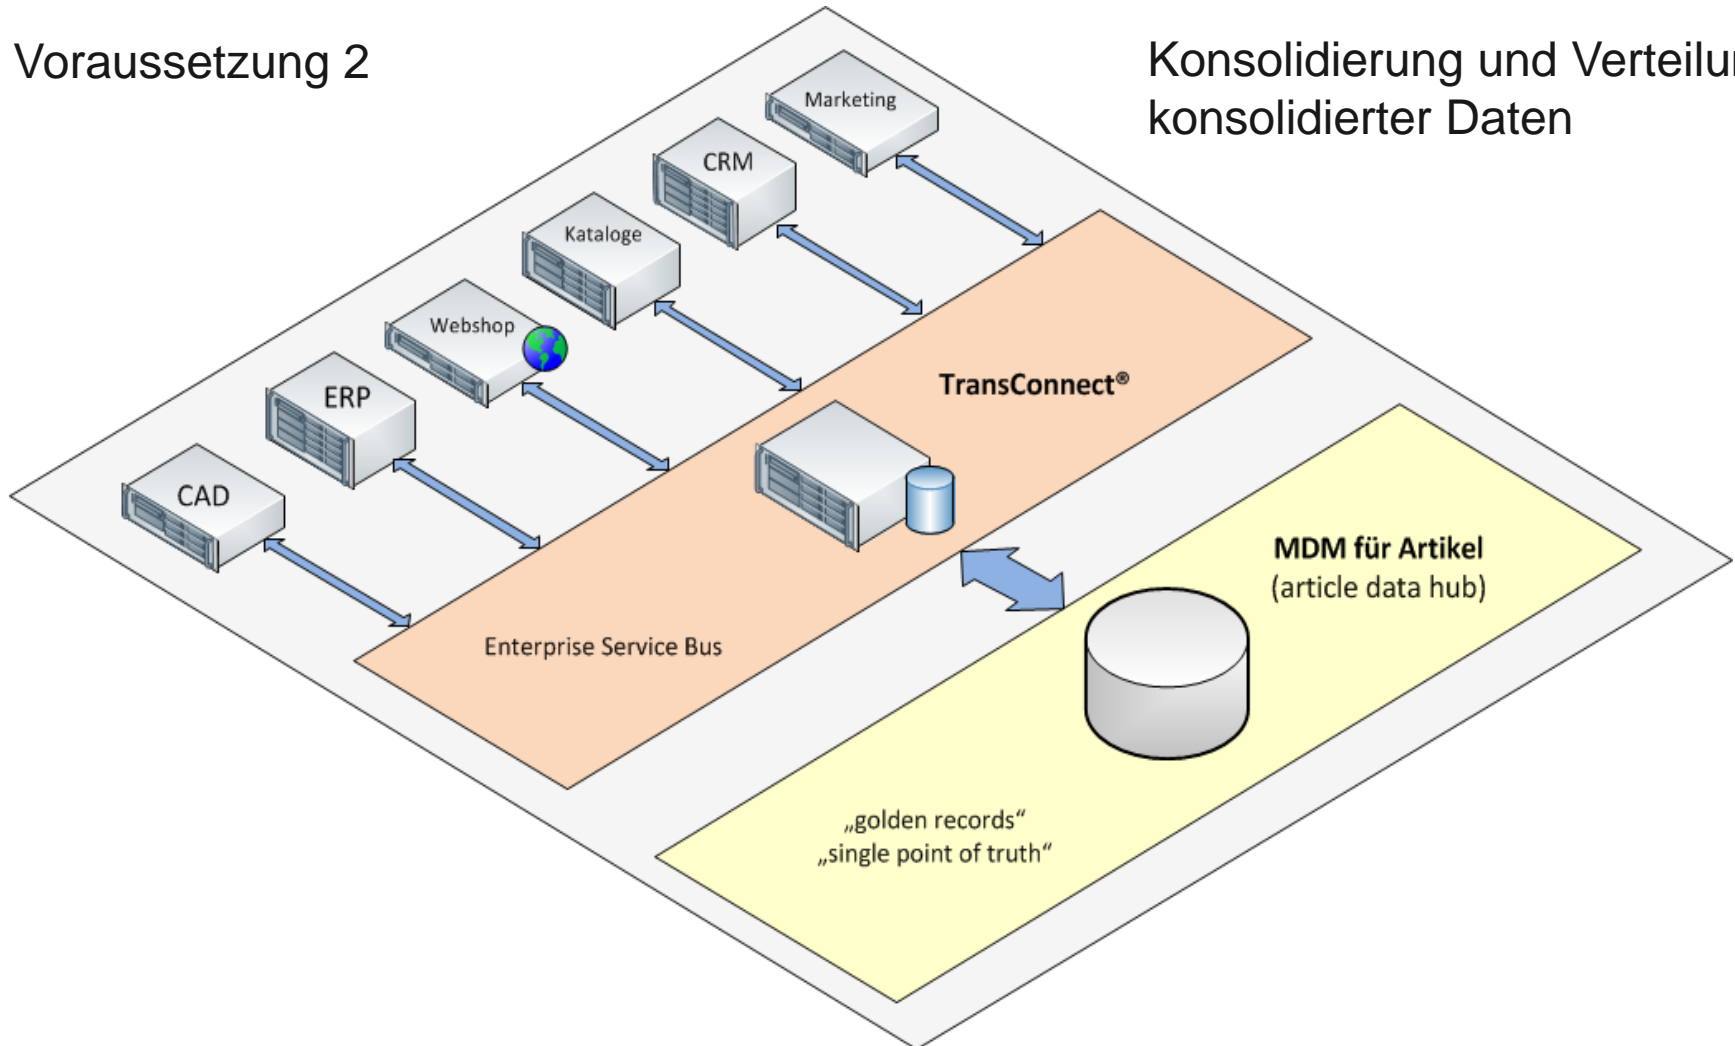 Voraussetzung 2
Konsolidierung und Verteilu
konsolidierter Daten
Marketing
CRM
Kataloge
Webshop
ERP
CAD
TransConnect®
Enterprise Service Bus
MDM für Artikel
(article data hub)
„golden records“
„single point of truth“